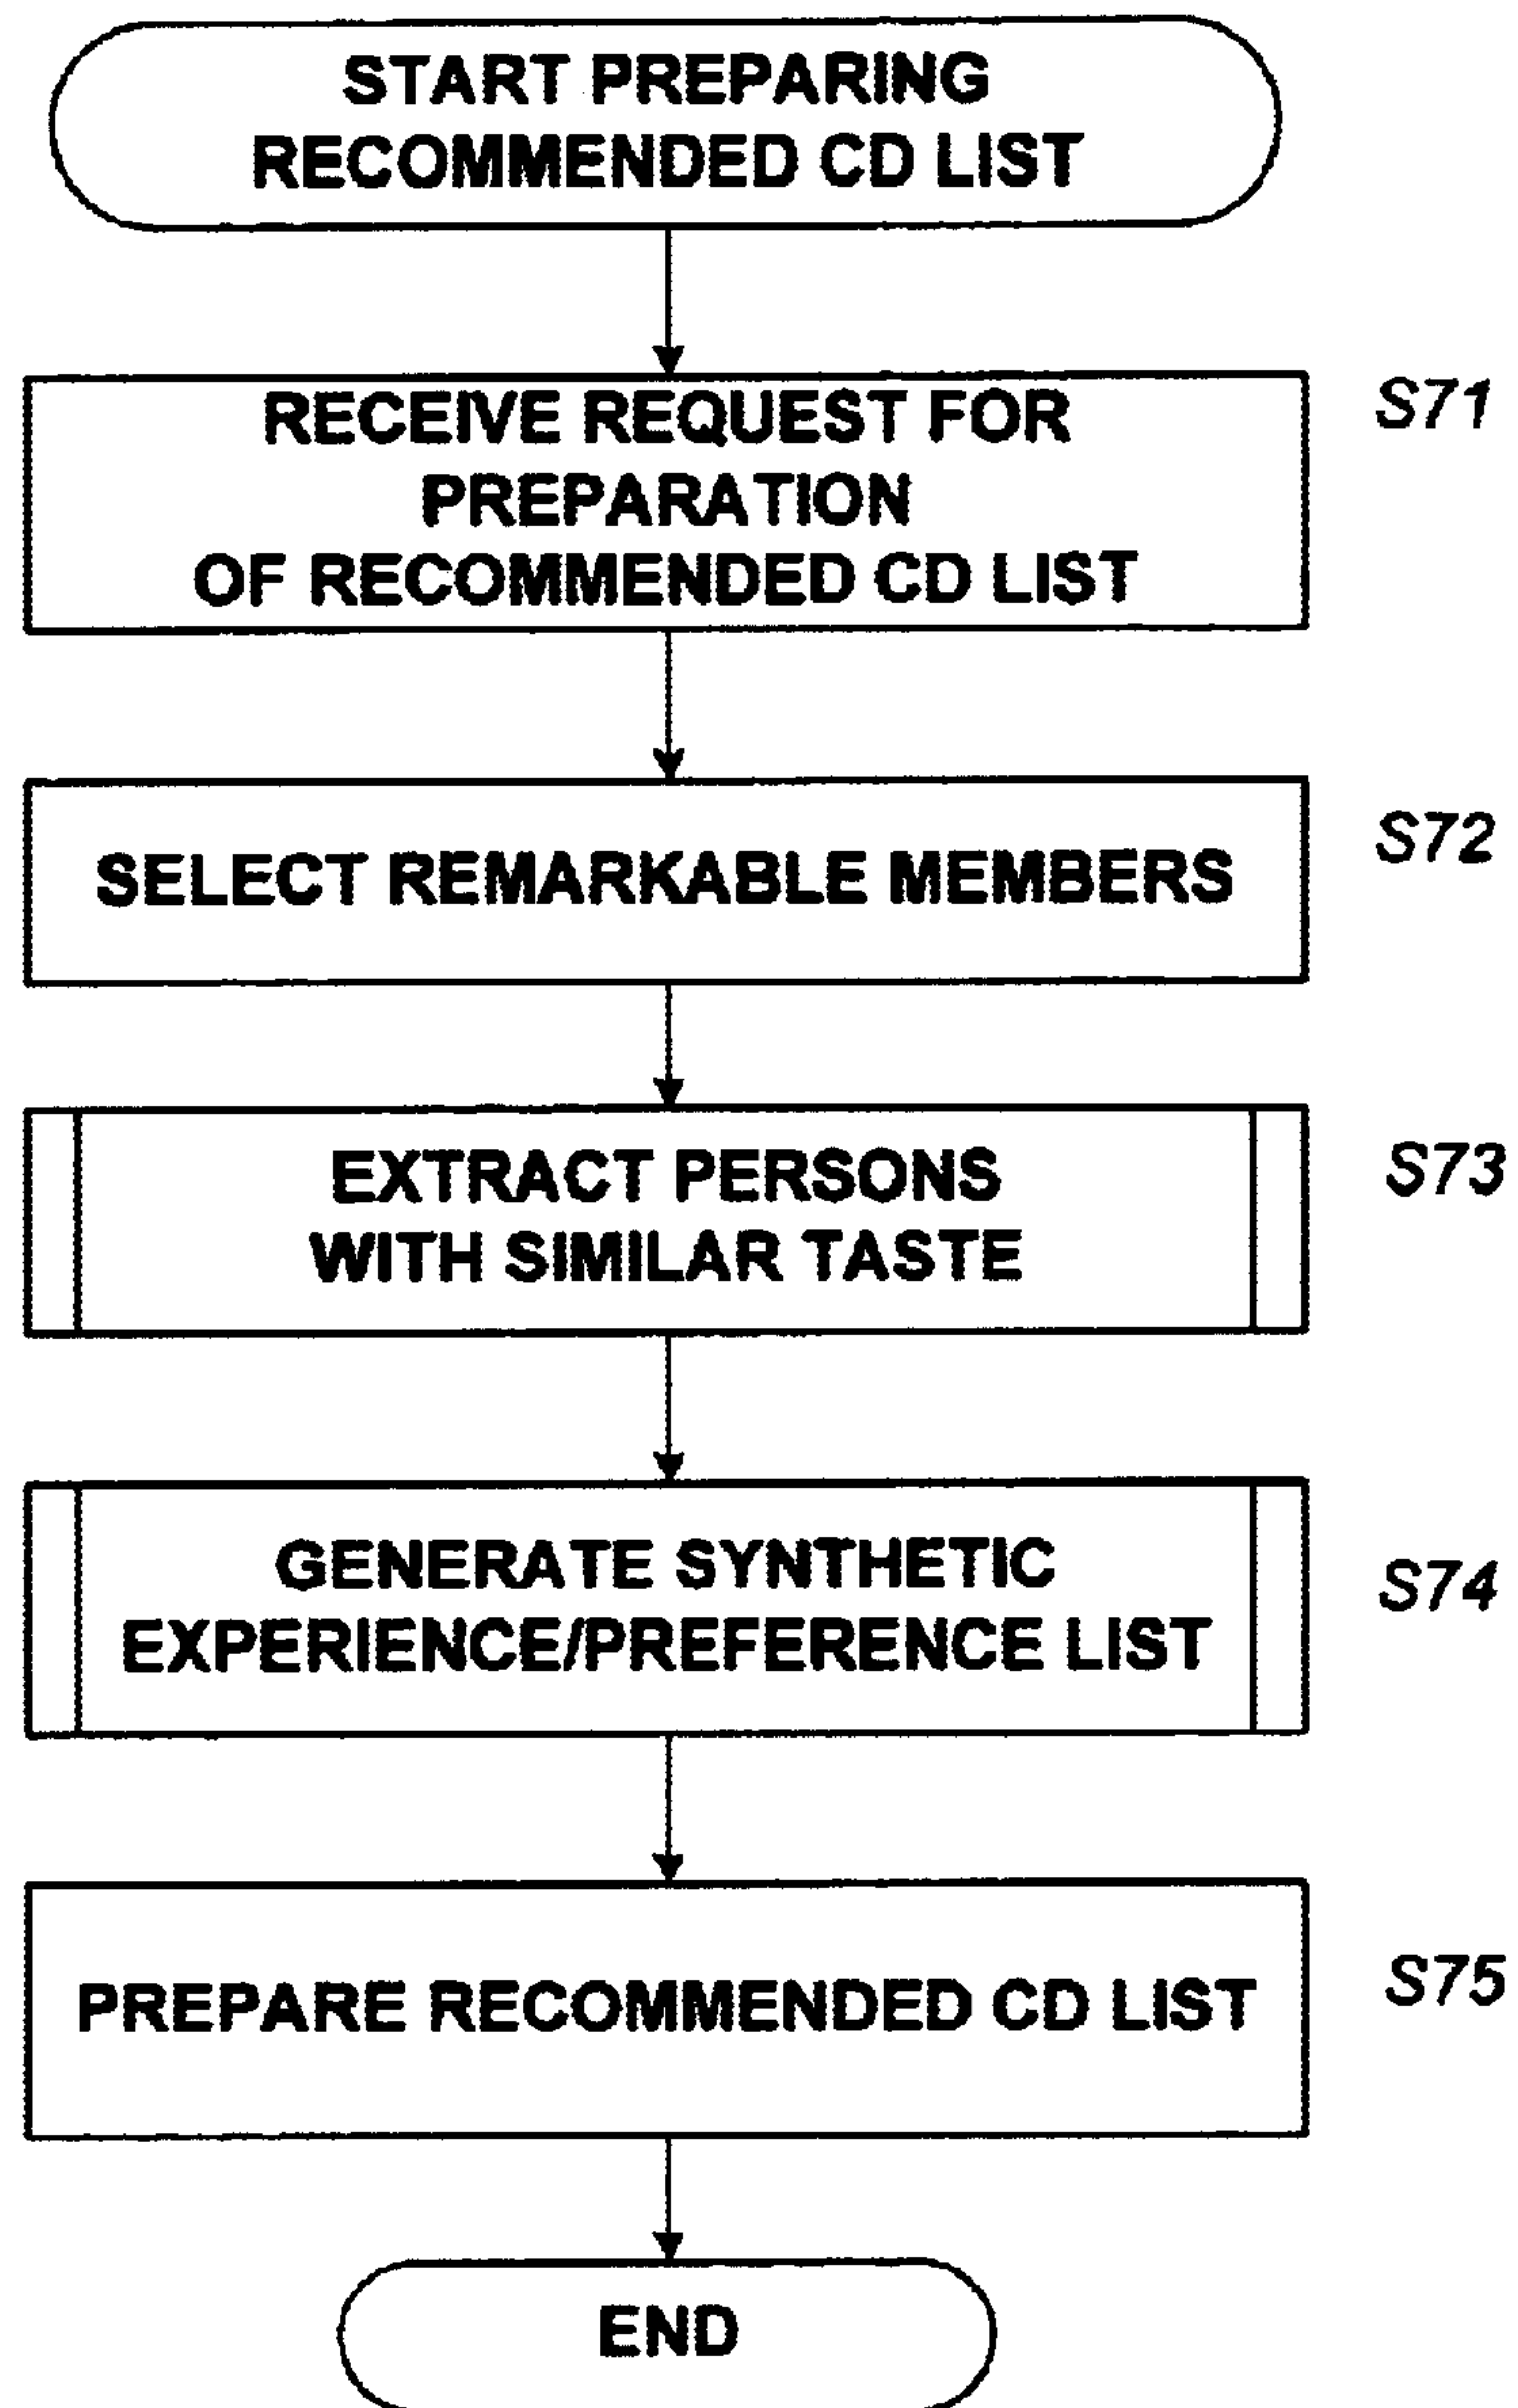 START PREPARING
RECOMMENDED CD LIST
RECEIVE REQUEST FOR
PREPARATION
OF RECOMMENDED CD LIST
S71
SELECT REMARKABLE MEMBERS
S72
EXTRACT PERSONS
WITH SIMILAR TASTE
S73
GENERATE SYNTHETIC
EXPERIENCE/PREFERENCE LIST
S74
PREPARE RECOMMENDED CD LIST
S75
END